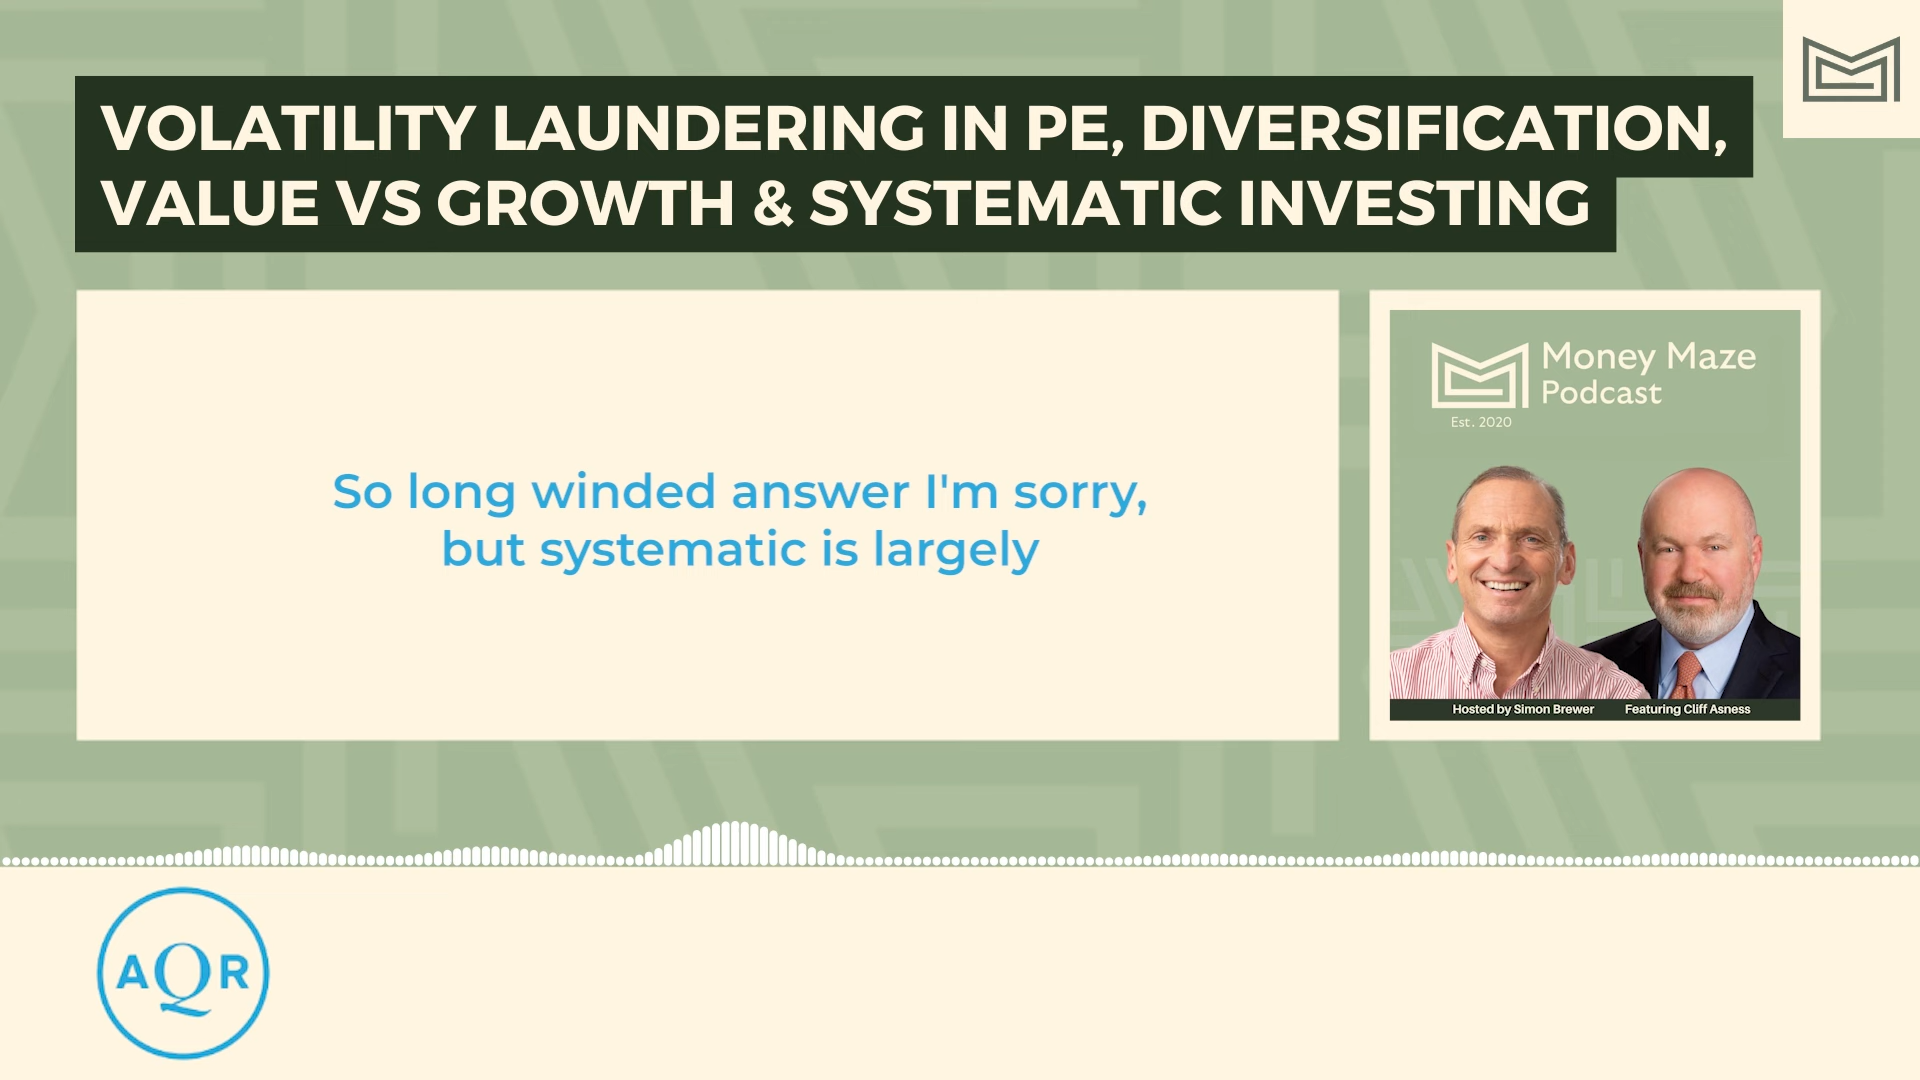 VOLATILITY LAUNDERING IN PE, DIVERSIFICATION,
VALUE VS GROWTH & SYSTEMATIC INVESTING
So long winded answer I'm sorry,
but systematic is largely
Money Maze
Podcast
Est. 2020
Hosted by Simon Brewer Featuring Cliff Asness
AQR